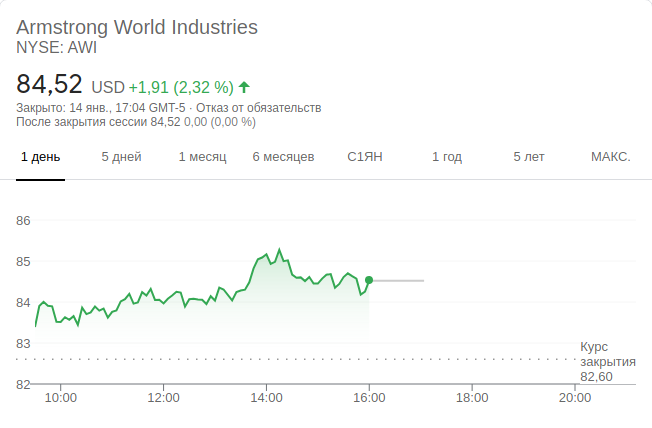 Armstrong World Industries
NYSE: AWI
84,52 USD +1,91 (2,32 %)
Закрыто: 14 янв., 17:04 GMT-5 · Отказ от обязательств
После закрытия сессии 84,52 0,00 (0,00 %)
1 день 5 дней 1 месяц 6 месяцев С1ЯН 1 год 5 лет МАКС.
86
85
84
83
Курс
закрытия
82,60
82
10:00 12:00 14:00 16:00 18:00 20:00